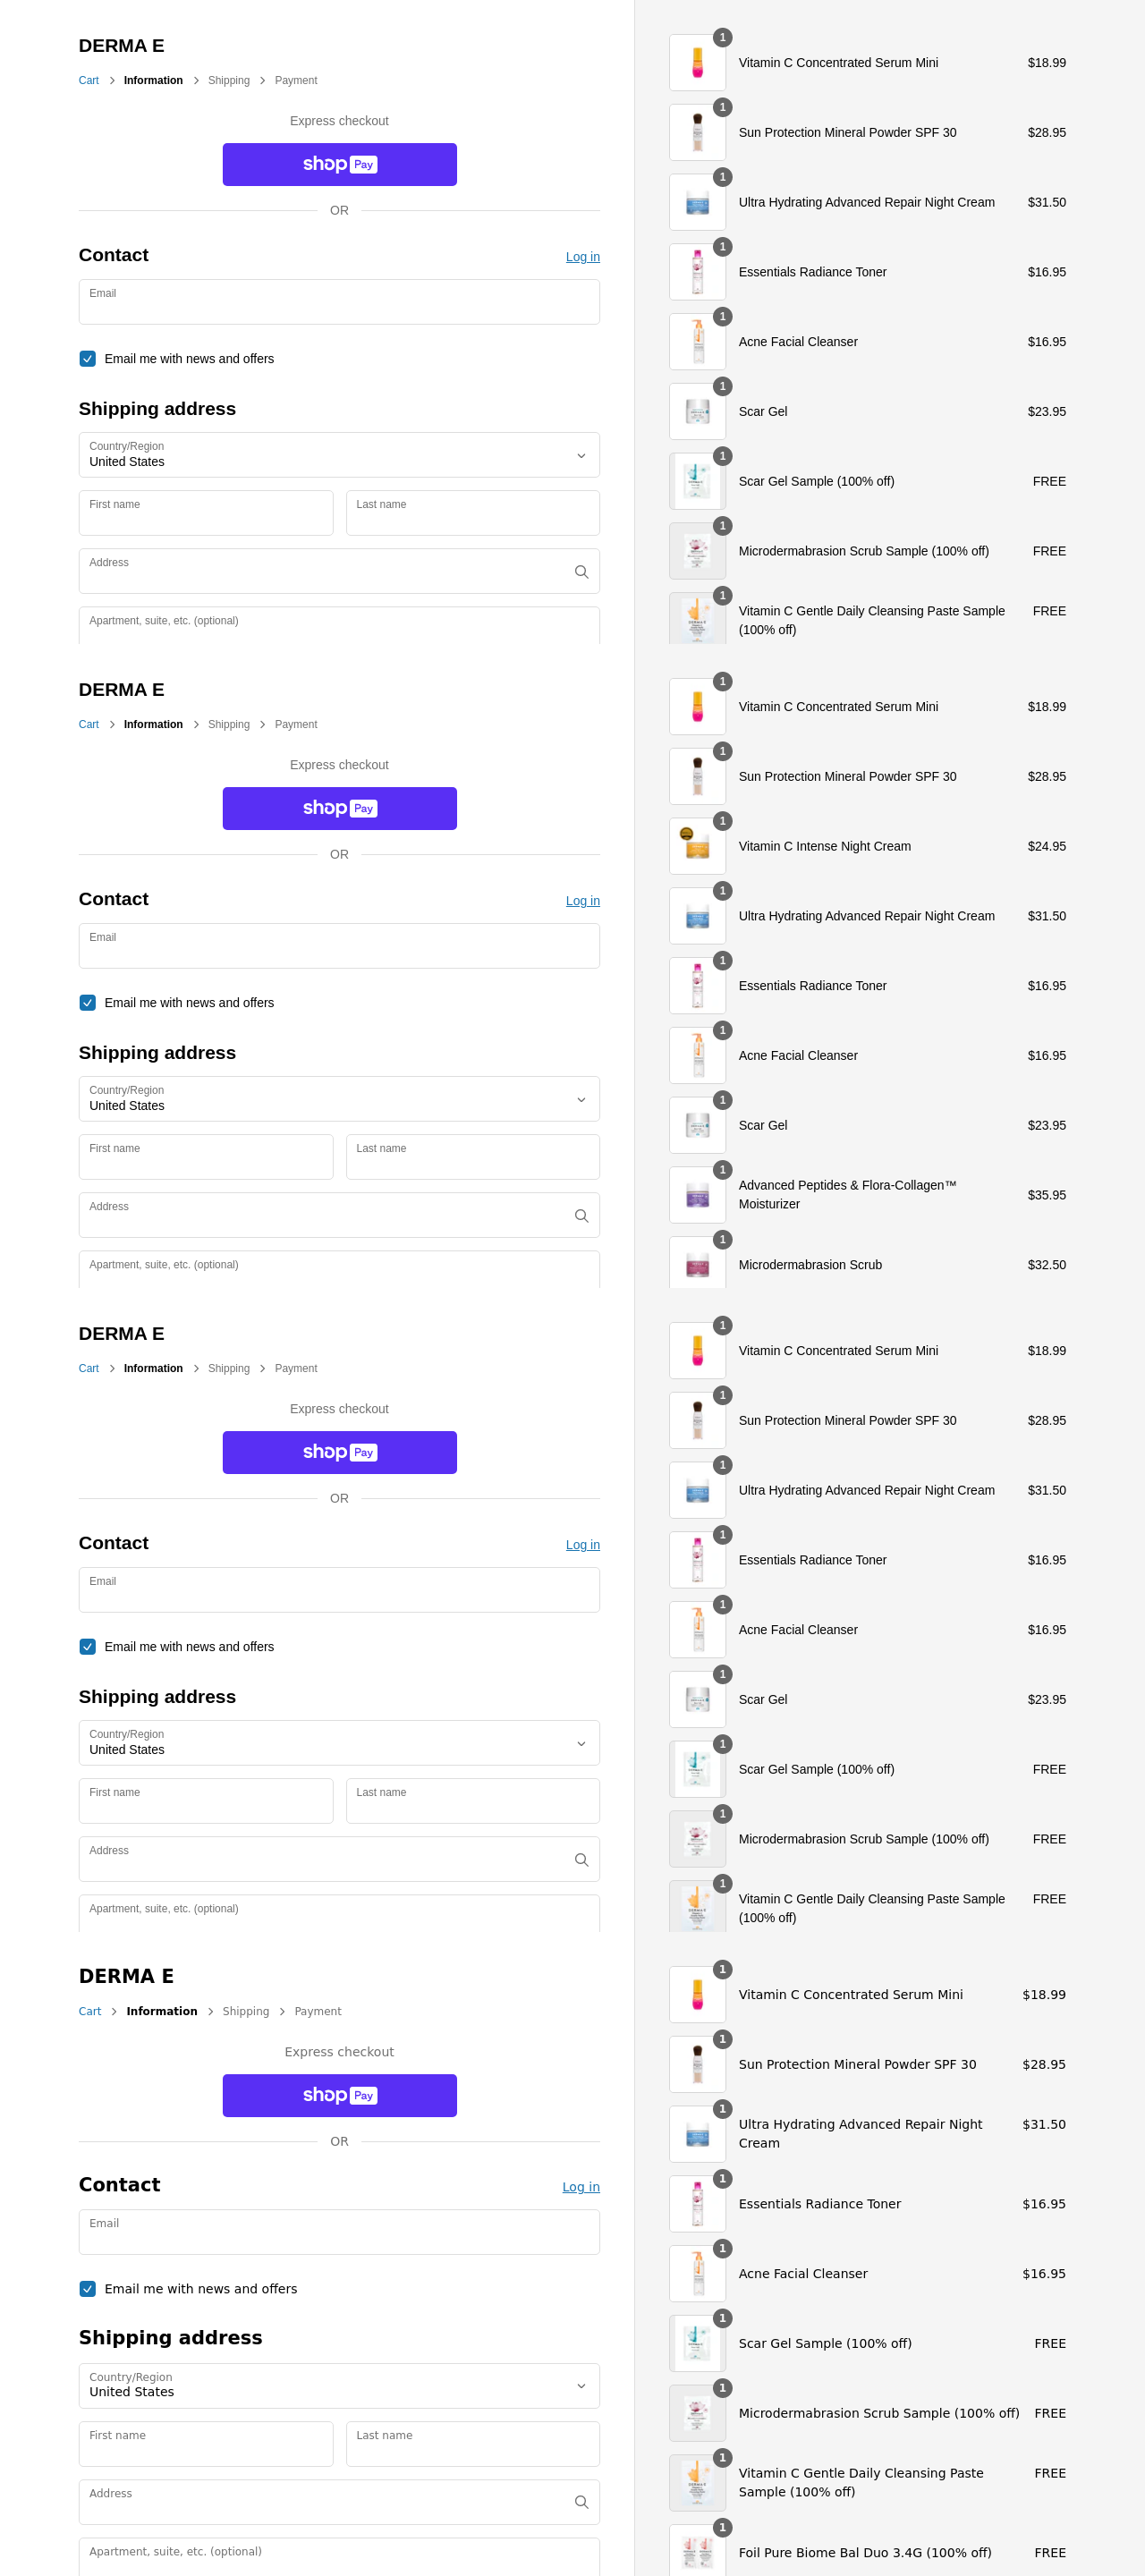 DERMA E
Cart > Information > Shipping > Payment
Express checkout
shop Pay
OR
Contact
Log in
Email
Email me with news and offers
Shipping address
Country/Region
United States
First name
Last name
Address
Apartment, suite, etc. (optional)
1
Vitamin C Concentrated Serum Mini $18.99
1
Sun Protection Mineral Powder SPF 30 $28.95
1
Ultra Hydrating Advanced Repair Night Cream $31.50
1
Essentials Radiance Toner $16.95
1
Acne Facial Cleanser $16.95
1
Scar Gel $23.95
1
Scar Gel Sample (100% off) FREE
1
Microdermabrasion Scrub Sample (100% off) FREE
1
Vitamin C Gentle Daily Cleansing Paste Sample FREE
(100% off)
DERMA E
Cart > Information > Shipping > Payment
Express checkout
shop Pay
OR
Contact
Log in
Email
Email me with news and offers
Shipping address
Country/Region
United States
First name
Last name
Address
Apartment, suite, etc. (optional)
1
Vitamin C Concentrated Serum Mini $18.99
1
Sun Protection Mineral Powder SPF 30 $28.95
1
Vitamin C Intense Night Cream $24.95
1
Ultra Hydrating Advanced Repair Night Cream $31.50
1
Essentials Radiance Toner $16.95
1
Acne Facial Cleanser $16.95
1
Scar Gel $23.95
1
Advanced Peptides & Flora-Collagen™
Moisturizer
$35.95
1
Microdermabrasion Scrub $32.50
DERMA E
Cart > Information > Shipping > Payment
Express checkout
shop Pay
OR
Contact
Log in
Email
Email me with news and offers
Shipping address
Country/Region
United States
First name
Last name
Address
Apartment, suite, etc. (optional)
1
Vitamin C Concentrated Serum Mini $18.99
1
Sun Protection Mineral Powder SPF 30 $28.95
1
Ultra Hydrating Advanced Repair Night Cream $31.50
1
Essentials Radiance Toner $16.95
1
Acne Facial Cleanser $16.95
1
Scar Gel $23.95
1
Scar Gel Sample (100% off) FREE
1
Microdermabrasion Scrub Sample (100% off) FREE
1
Vitamin C Gentle Daily Cleansing Paste Sample FREE
(100% off)
DERMA E
Cart > Information > Shipping > Payment
Express checkout
shop Pay
OR
Contact
Log in
Email
Email me with news and offers
Shipping address
Country/Region
United States
First name
Last name
Address
Apartment, suite, etc. (optional)
1
Vitamin C Concentrated Serum Mini $18.99
1
Sun Protection Mineral Powder SPF 30 $28.95
1
Ultra Hydrating Advanced Repair Night $31.50
Cream
1
Essentials Radiance Toner $16.95
1
Acne Facial Cleanser $16.95
1
Scar Gel Sample (100% off) FREE
1
Microdermabrasion Scrub Sample (100% off) FREE
1
Vitamin C Gentle Daily Cleansing Paste FREE
Sample (100% off)
1
Foil Pure Biome Bal Duo 3.4G (100% off) FREE